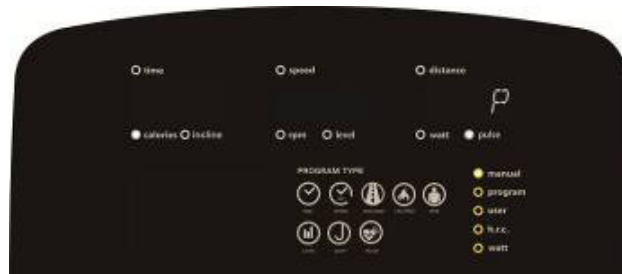 time speed distance
P
calories incline rpm level watt pulse
PROGRAM TYPE
manual
program
user
h.r.c.
watt